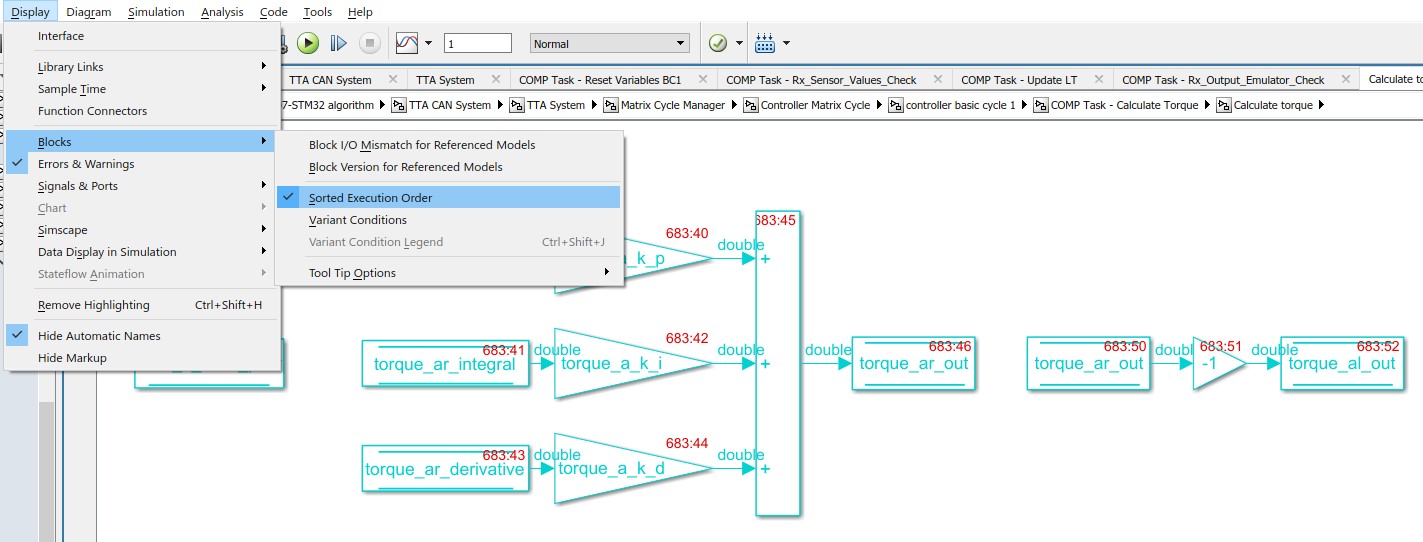 Display Diagram Simulation Analysis Code Tools Help
Interface
Library Links
Sample Time
Function Connectors
Blocks
Errors & Warnings
Signals & Ports
Chart
Simscape
Data Display in Simulation
Stateflow Animation
Remove Highlighting Ctrl+Shift+H
Hide Automatic Names
Hide Markup
1 Normal
TTA CAN System TTA System COMP Task - Reset Variables BC1 COMP Task - Rx_Sensor_Values_Check COMP Task - Update LT COMP Task - Rx_Output_Emulator_Check Calculate to
7-STM32 algorithm TTA CAN System TTA System Matrix Cycle Manager Controller Matrix Cycle controller basic cycle 1 COMP Task - Calculate Torque Calculate torque
Block I/O Mismatch for Referenced Models
Block Version for Referenced Models
Sorted Execution Order
Variant Conditions
Variant Condition Legend Ctrl+Shift+J
Tool Tip Options
683:40 683:45
double
a_k_p +
683:41 683:42 683:46 683:50 683:51 683:52
double double double doubl double
torque_ar_integral torque_a_k_i + torque_ar_out torque_ar_out -1 torque_al_out
683:43 683:44
double double
torque_ar_derivative torque_a_k_d +